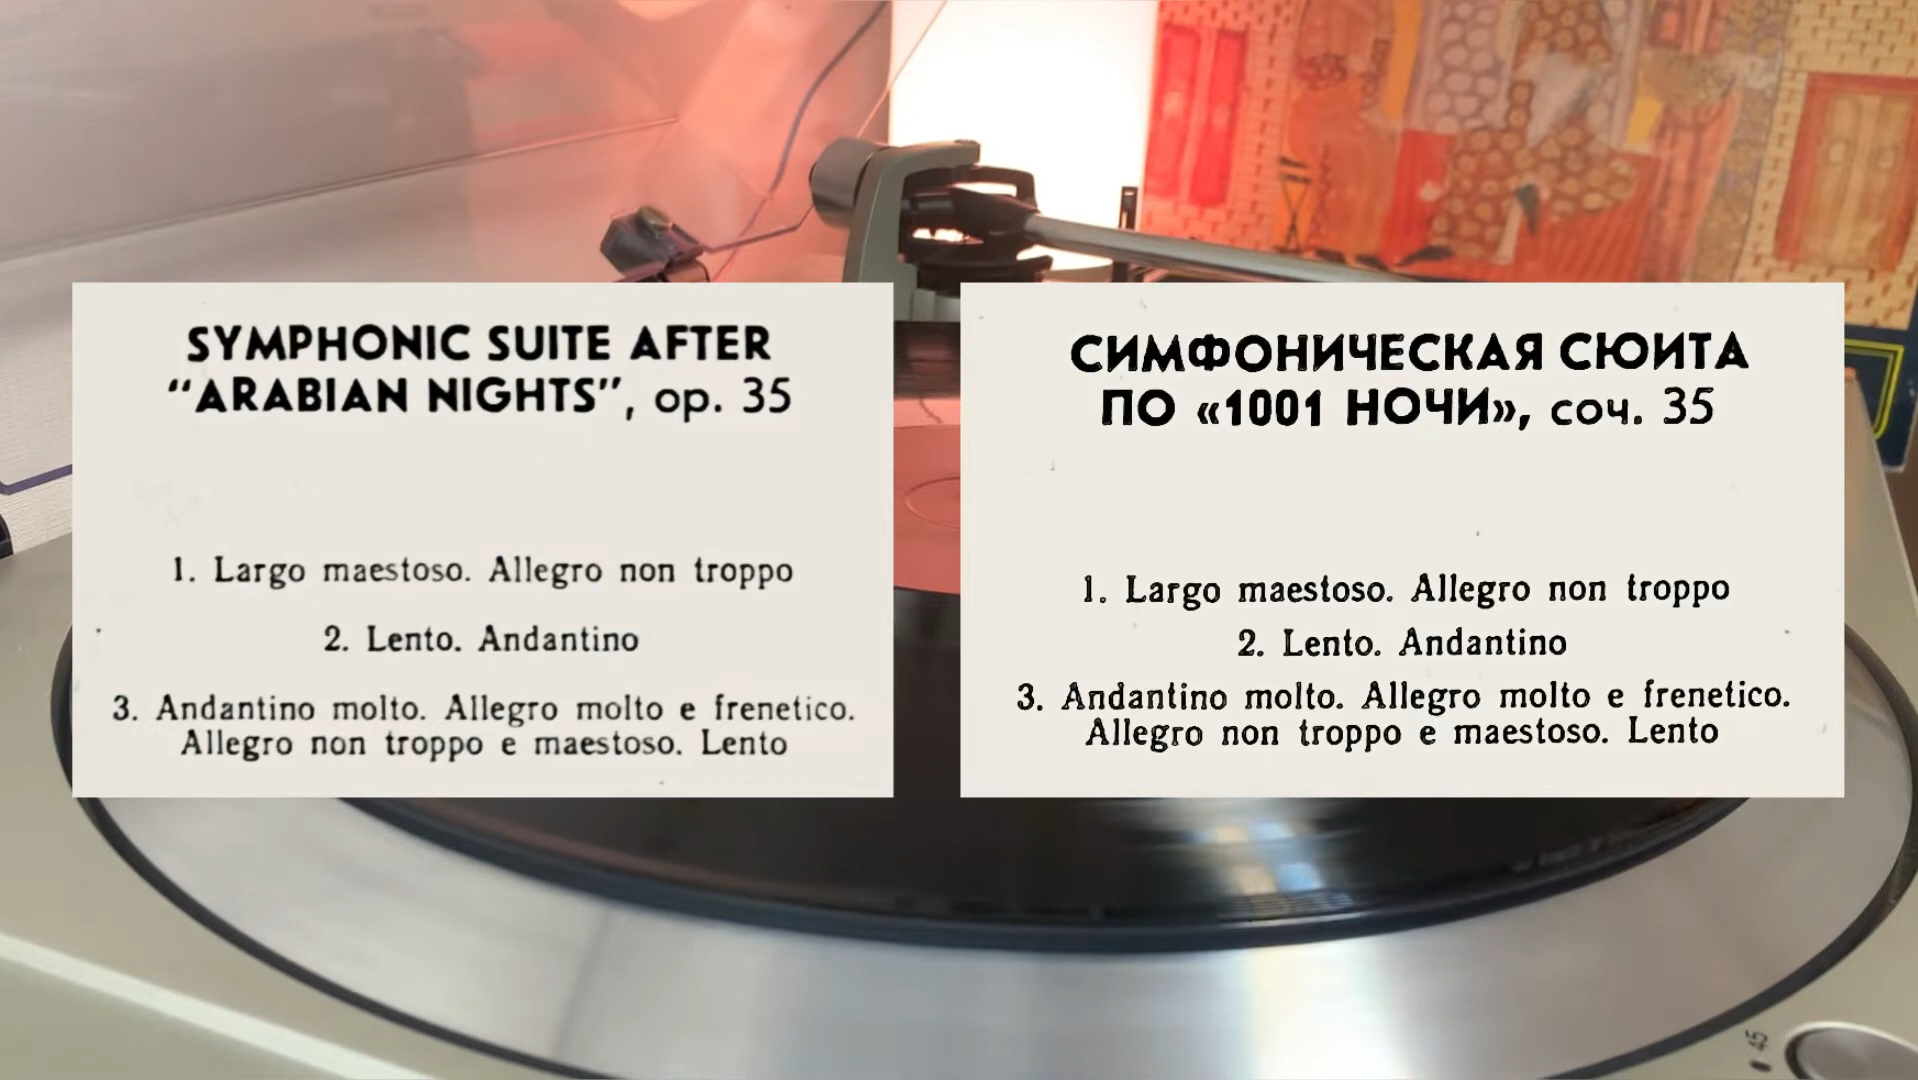 SYMPHONIC SUITE AFTER
“ARABIAN NIGHTS”, op. 35
1. Largo maestoso. Allegro non troppo
2. Lento. Andantino
3. Andantino molto. Allegro molto e frenetico.
Allegro non troppo e maestoso. Lento
СИМФОНИЧЕСКАЯ СЮИТА
ПО «1001 НОЧИ», соч. 35
1. Largo maestoso. Allegro non troppo
2. Lento. Andantino
3. Andantino molto. Allegro molto e frenetico.
Allegro non troppo e maestoso. Lento
45